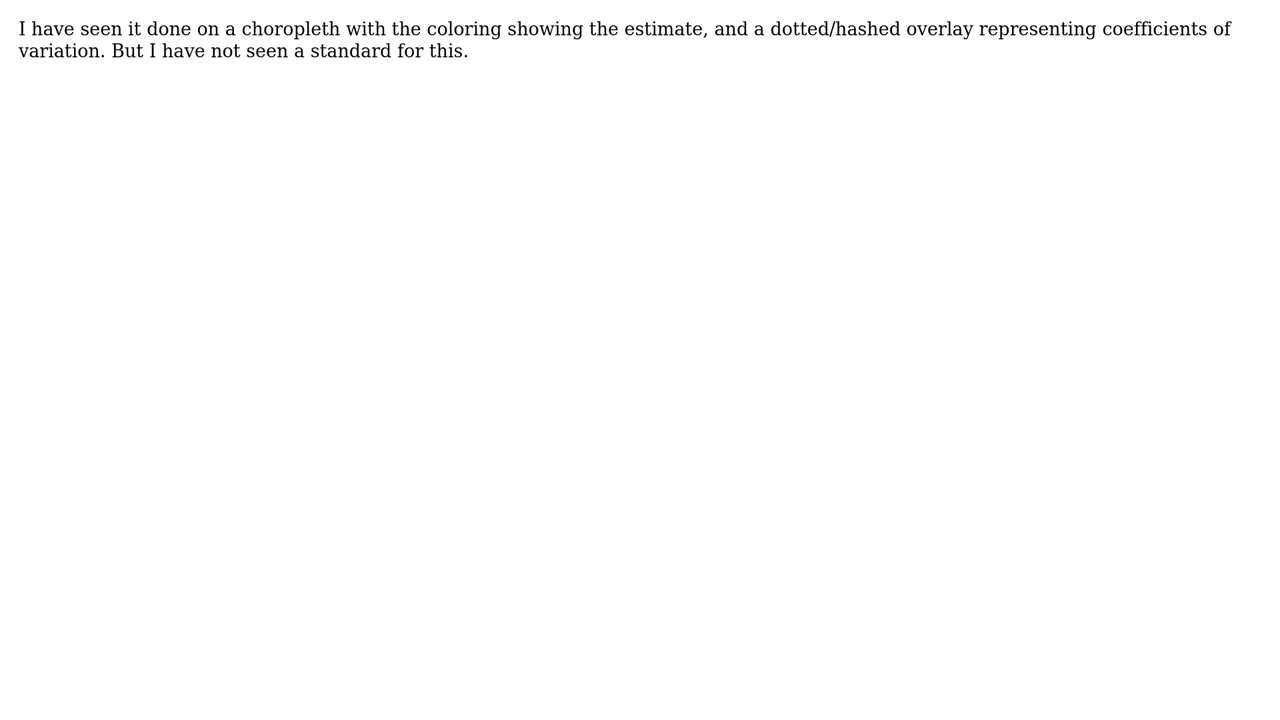 I have seen it done on a choropleth with the coloring showing the estimate, and a dotted/hashed overlay representing coefficients of
variation. But I have not seen a standard for this.